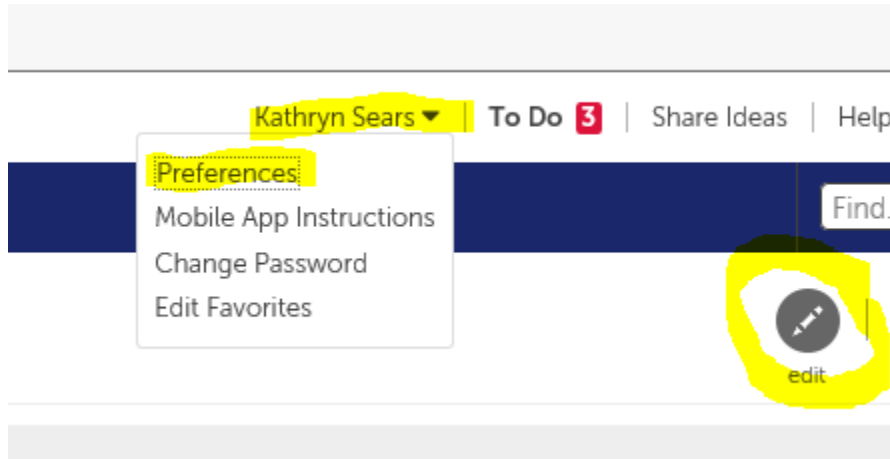 Kathryn Sears To Do 3 Share Ideas Help
Preferences
Find.
Mobile App Instructions
Change Password
Edit Favorites
edit